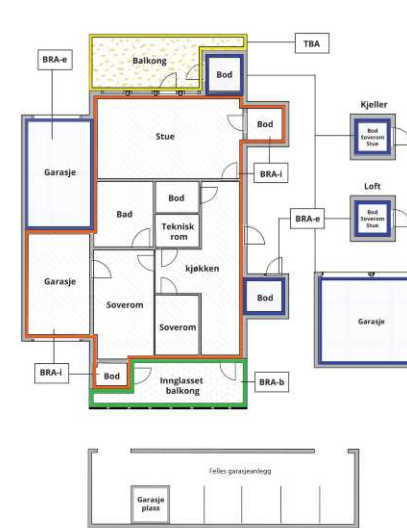 Balkong
TBA
BRA-e
Bod
Kjeller
Garasje
Stue
Bod
Bod
Soverom
Stue
BRA-i
Loft
Bad
Bod
Teknisk
rom
BRA-e
Bod
Soverom
Stue
Garasje
kjøkken
Soverom
Bod
Garasje
Soverom
BRA-i
Bod
Innglasset
balkong
BRA-b
Felles garasjeanlegg
Garasje
plass